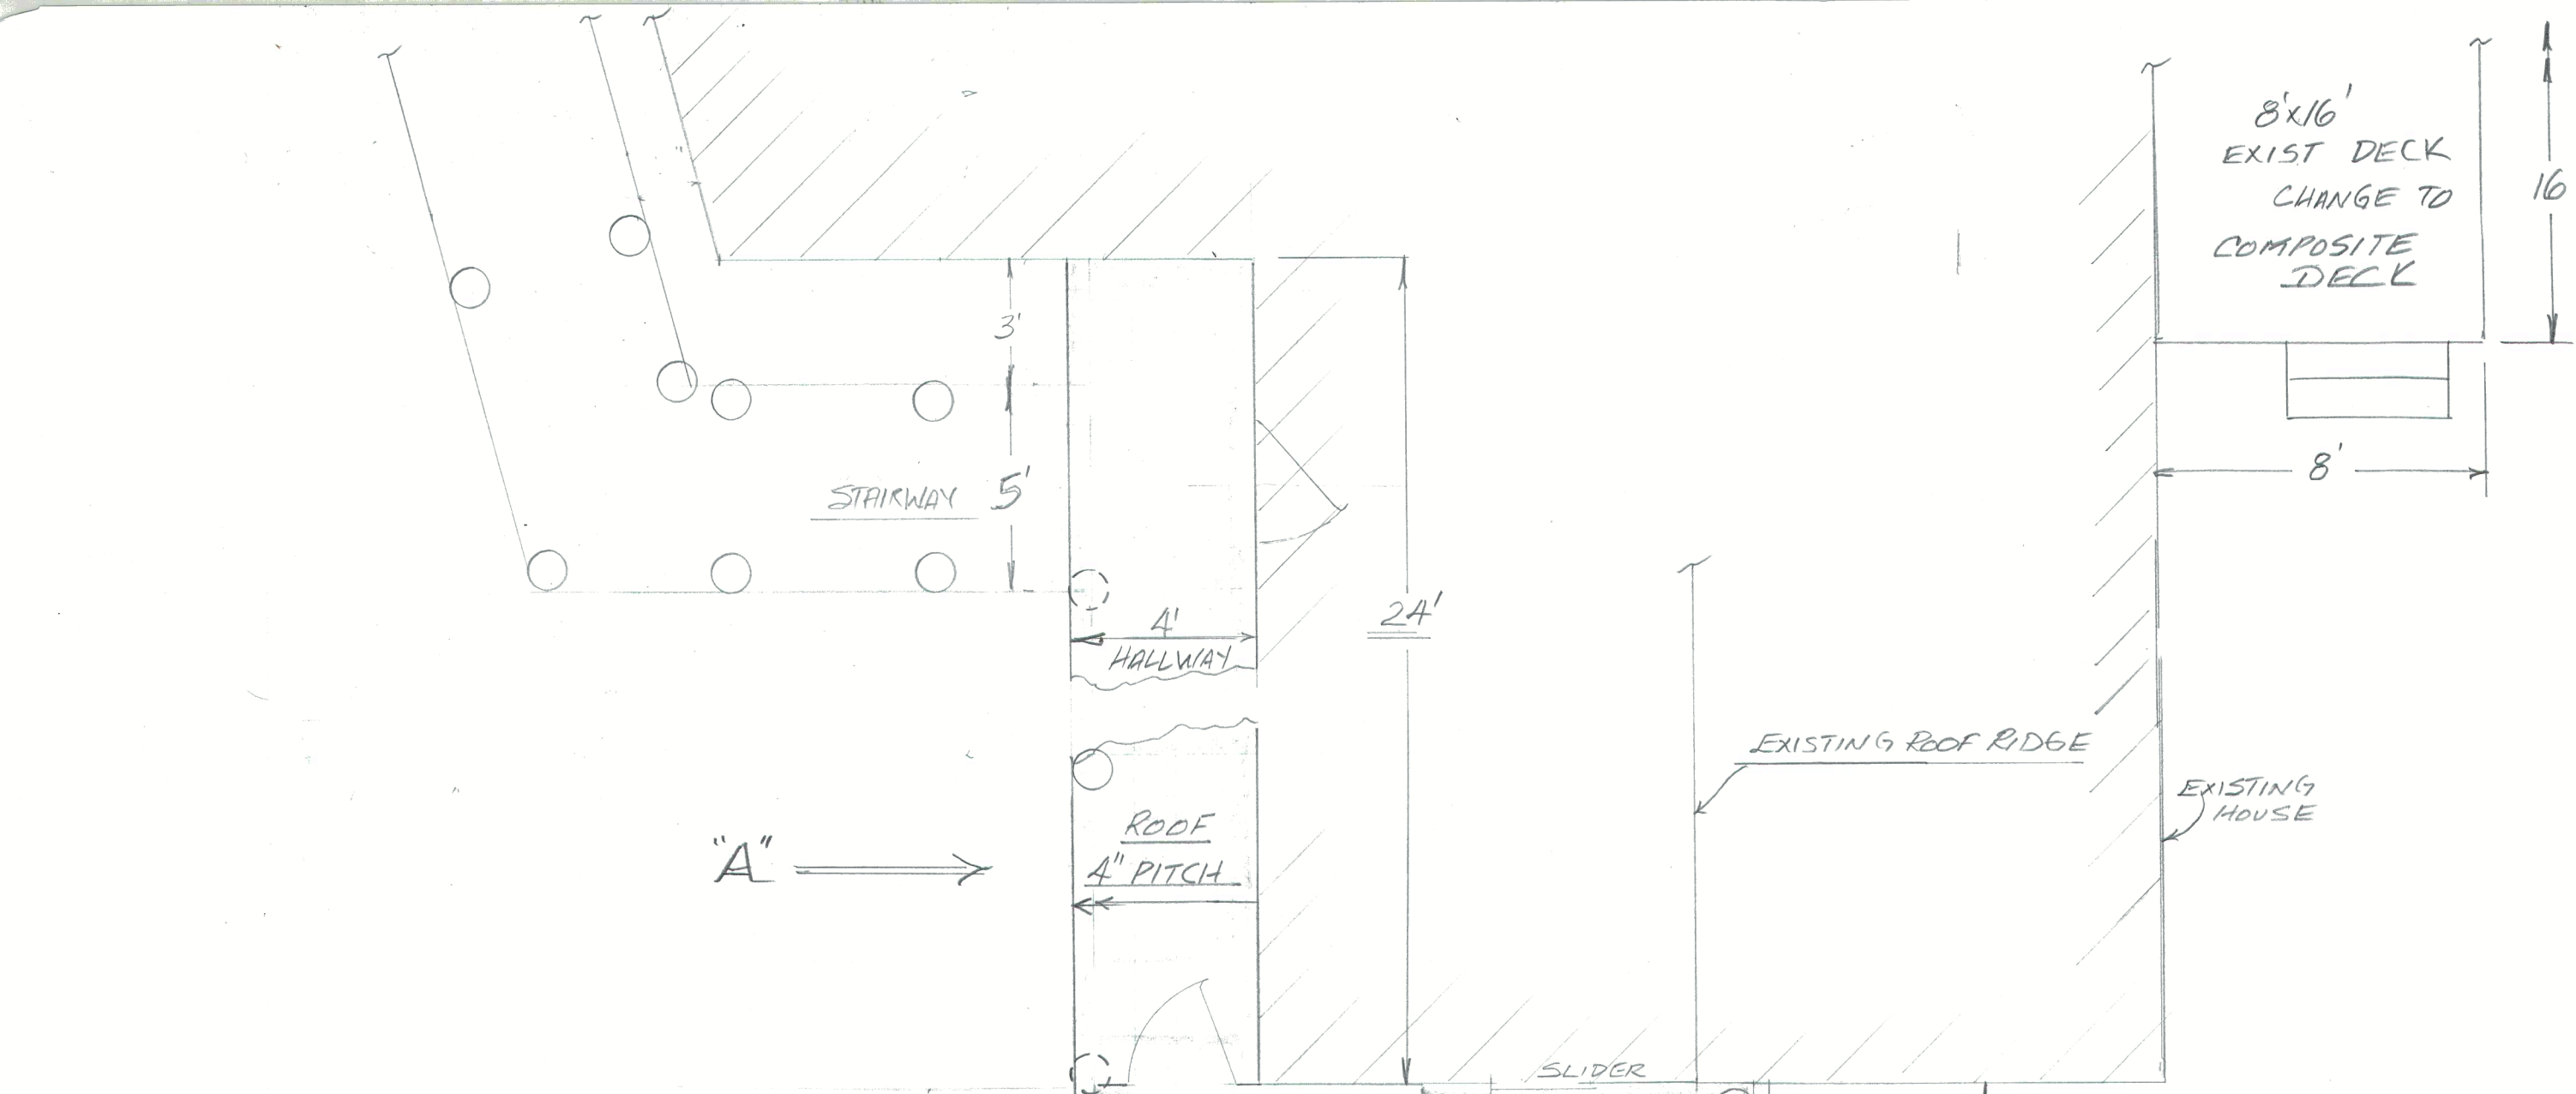 8'x16'
EXIST DECK
CHANGE TO
COMPOSITE
DECK
16
8'
3'
5'
STAIRWAY
4'
HALLWAY
24'
EXISTING ROOF RIDGE
EXISTING
HOUSE
ROOF
4" PITCH
"A"
SLIDER